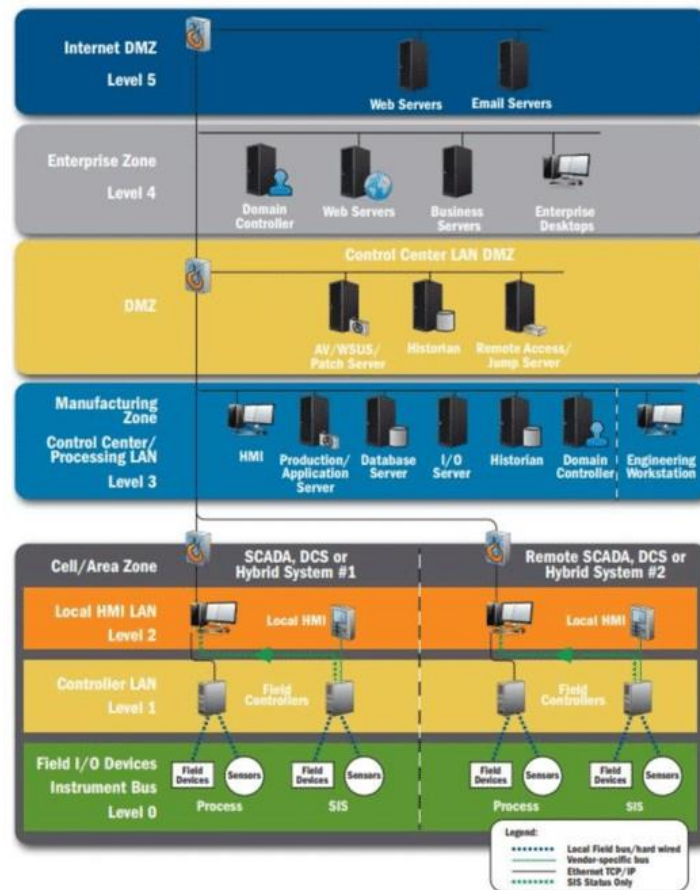 Internet DMZ
Level 5
Web Servers
Email Servers
Enterprise Zone
Level 4
Domain
Controller
Web Servers
Business
Servers
Enterprise
Desktops
Control Center LAN DMZ
DMZ
AV/WSUS/
Patch Server
Historian
Remote Access/
Jump Server
Manufacturing
Zone
Control Center/
Processing LAN
Level 3
HMI
Production/
Application
Server
Database
Server
I/O
Server
Historian
Domain
Controller
Engineering
Workstation
Cell/Area Zone
SCADA, DCS or
Hybrid System #1
Remote SCADA, DCS or
Hybrid System #2
Local HMI LAN
Level 2
Local HMI
Local HMI
Controller LAN
Level 1
Field
Controllers
Field
Controllers
Field I/O Devices
Instrument Bus
Level 0
Field
Devices
Sensors
Process
Field
Devices
Sensors
SIS
Field
Devices
Sensors
Process
Field
Devices
Sensors
SIS
Legend:
Local Field bus/hard wired
Vendor-specific bus
Ethernet TCP/IP
SIS Status Only